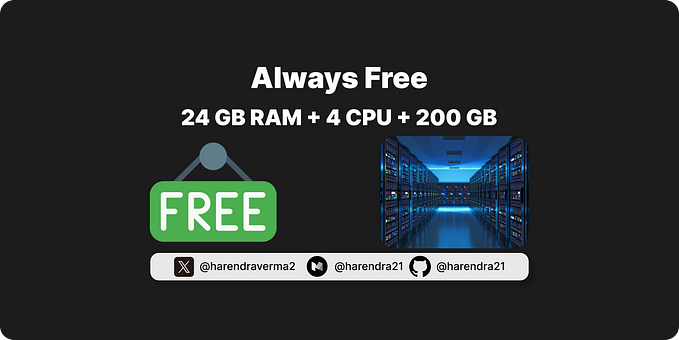 Always Free
24 GB RAM + 4 CPU + 200 GB
FREE
@harendraverma2 @harendra21 @harendra21